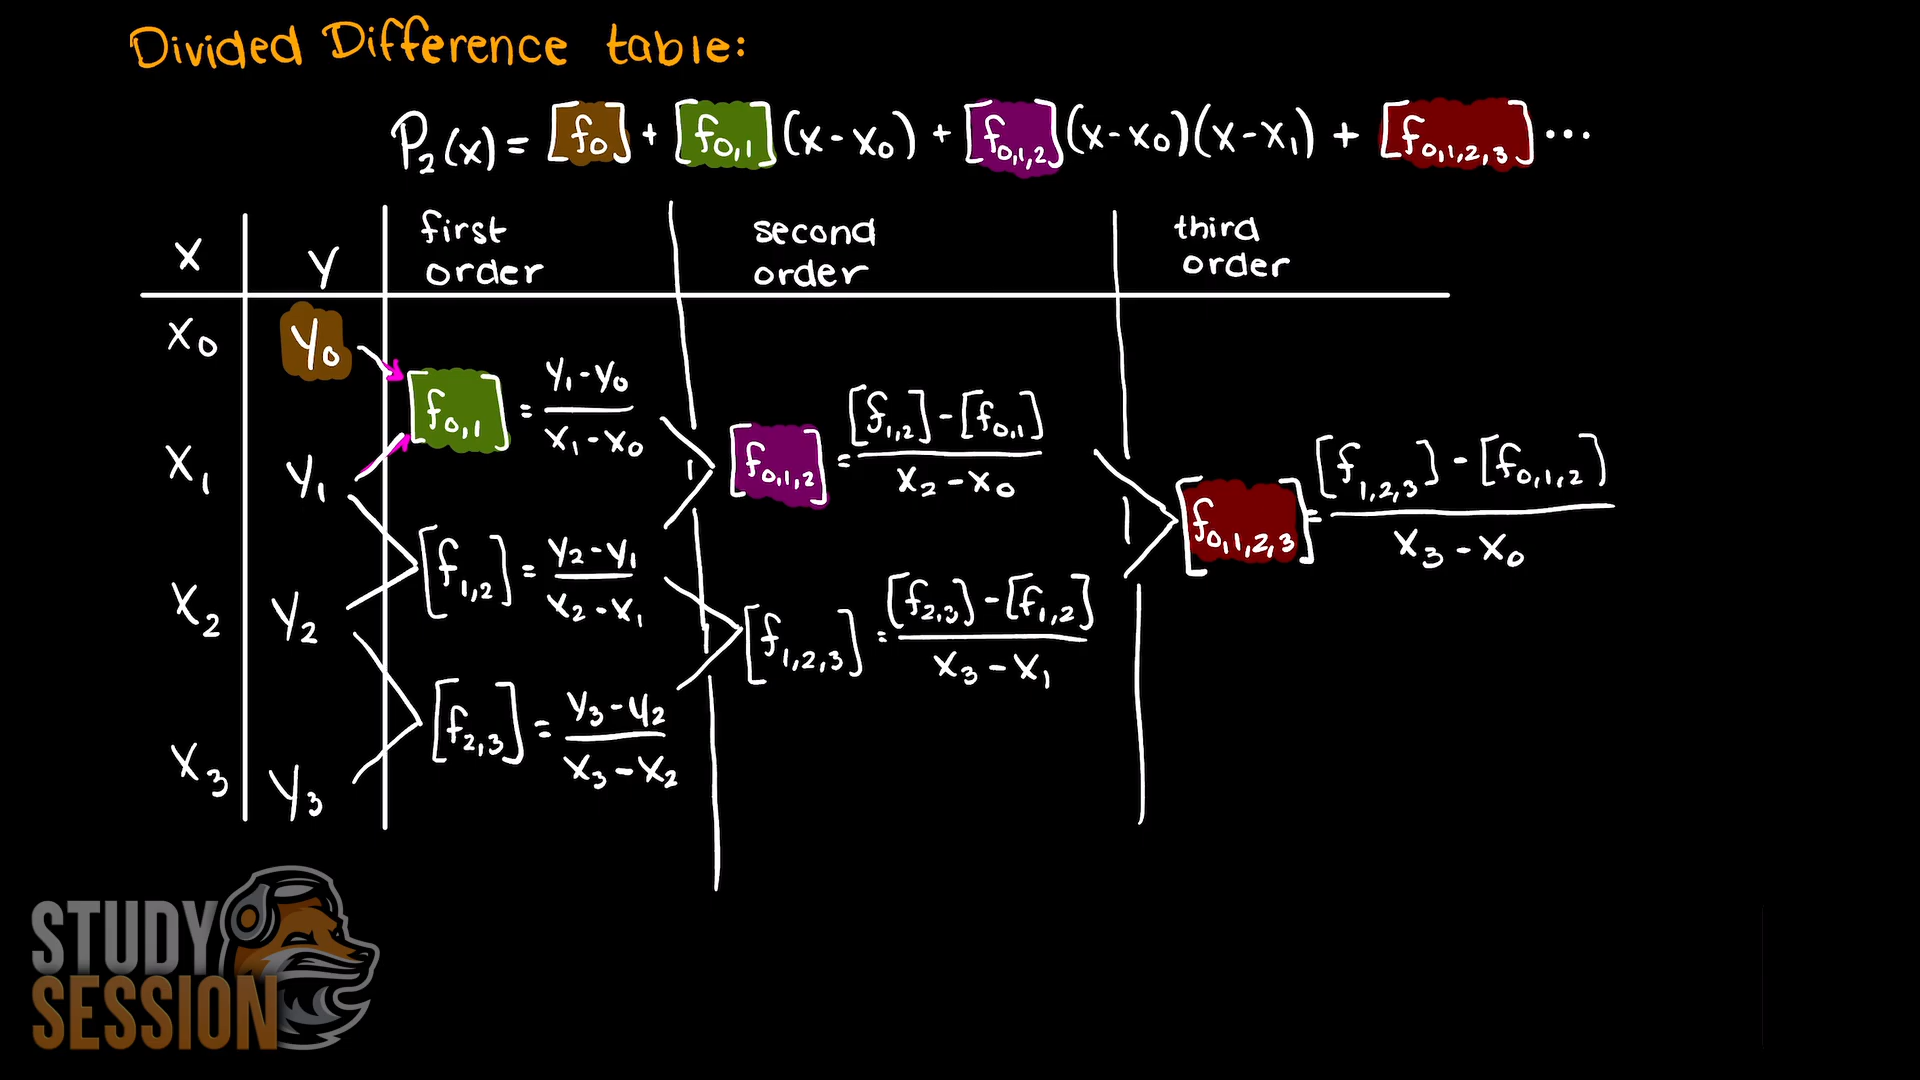 Divided Difference table:
P₂(x) = [f₀] + [f₀,₁](x-x₀) + [f₀,₁,₂](x-x₀)(x-x₁) + [f₀,₁,₂,₃]...
x y first order second order third order
x₀ y₀
[f₀,₁] = (y₁-y₀)/(x₁-x₀)
[f₀,₁,₂] = ([f₁,₂]-[f₀,₁])/(x₂-x₀)
x₁ y₁
[f₀,₁,₂,₃] = ([f₁,₂,₃]-[f₀,₁,₂])/(x₃-x₀)
[f₁,₂] = (y₂-y₁)/(x₂-x₁)
x₂ y₂
[f₁,₂,₃] = ([f₂,₃]-[f₁,₂])/(x₃-x₁)
[f₂,₃] = (y₃-y₂)/(x₃-x₂)
x₃ y₃
STUDY
SESSION